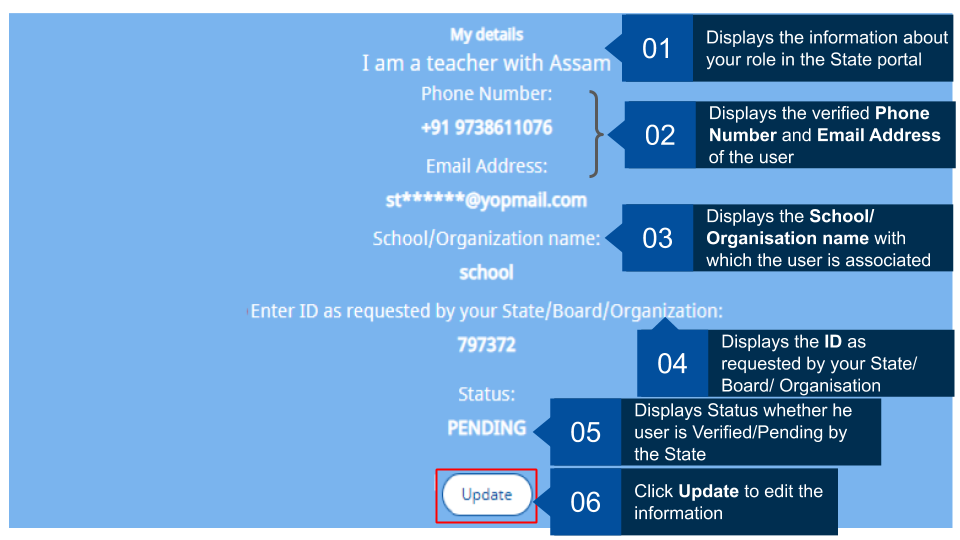 My details
I am a teacher with Assam
Phone Number:
+91 9738611076
Email Address:
st******@yopmail.com
School/Organization name:
school
Enter ID as requested by your State/Board/Organization:
797372
Status:
PENDING
Update
01
Displays the information about
your role in the State portal
02
Displays the verified Phone
Number and Email Address
of the user
03
Displays the School/
Organisation name with
which the user is associated
04
Displays the ID as
requested by your State/
Board/ Organisation
05
Displays Status whether he
user is Verified/Pending by
the State
06
Click Update to edit the
information